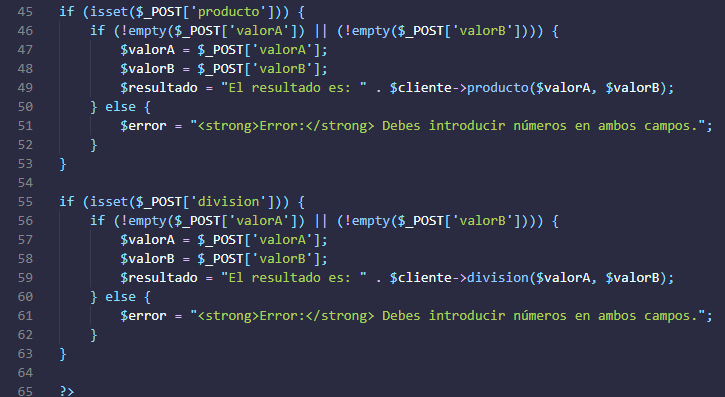 45 if (isset($_POST['producto'])) {
46     if (!empty($_POST['valorA']) || (!empty($_POST['valorB']))) {
47         $valorA = $_POST['valorA'];
48         $valorB = $_POST['valorB'];
49         $resultado = "El resultado es: " . $cliente->producto($valorA, $valorB);
50     } else {
51         $error = "<strong>Error:</strong> Debes introducir números en ambos campos.";
52     }
53 }
54
55 if (isset($_POST['division'])) {
56     if (!empty($_POST['valorA']) || (!empty($_POST['valorB']))) {
57         $valorA = $_POST['valorA'];
58         $valorB = $_POST['valorB'];
59         $resultado = "El resultado es: " . $cliente->division($valorA, $valorB);
60     } else {
61         $error = "<strong>Error:</strong> Debes introducir números en ambos campos.";
62     }
63 }
64
65 ?>